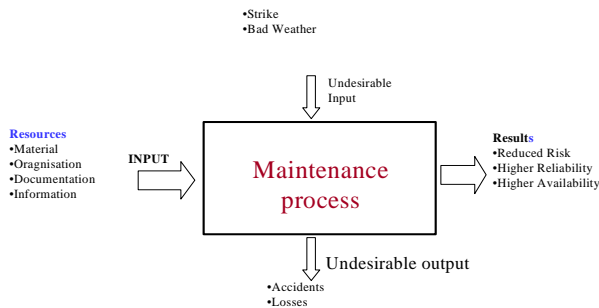 •Strike
•Bad Weather
Undesirable
Input
Resources
•Material
•Oragnisation
•Documentation
•Information
INPUT
Maintenance
process
Results
•Reduced Risk
•Higher Reliability
•Higher Availability
Undesirable output
•Accidents
•Losses